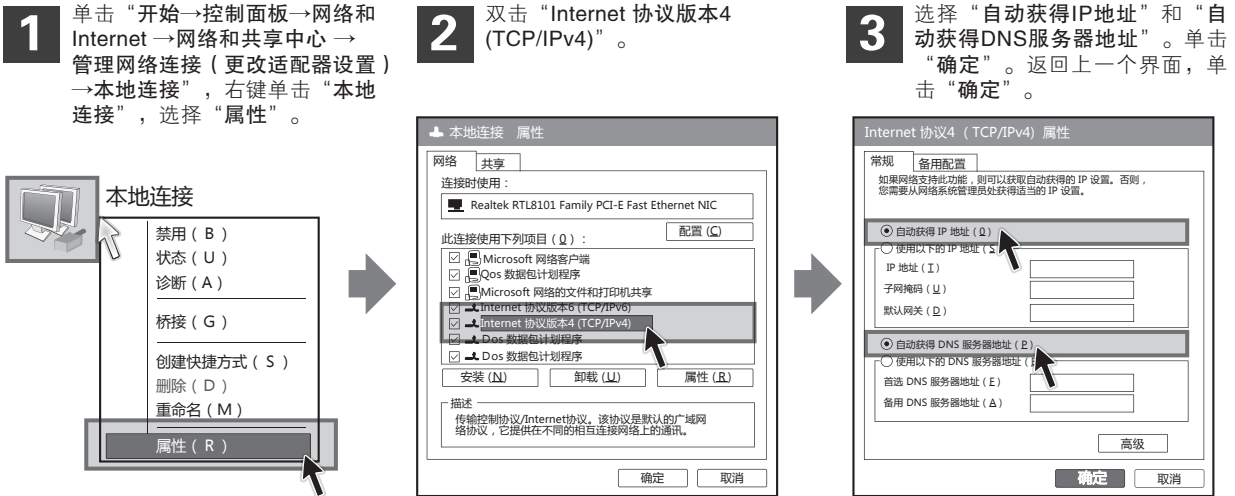 1
单击“开始→控制面板→网络和
Internet →网络和共享中心 →
管理网络连接（更改适配器设置）
→本地连接”，右键单击“本地
连接”，选择“属性”。
本地连接
禁用（B）
状态（U）
诊断（A）
桥接（G）
创建快捷方式（S）
删除（D）
重命名（M）
属性（R）
2
双击“Internet 协议版本4
(TCP/IPv4)”。
本地连接 属性
网络
共享
连接时使用：
Realtek RTL8101 Family PCI-E Fast Ethernet NIC
配置 (C)
此连接使用下列项目（O）:
Microsoft 网络客户端
Qos 数据包计划程序
Microsoft 网络的文件和打印机共享
Internet 协议版本6 (TCP/IPv6)
Internet 协议版本4 (TCP/IPv4)
Dos 数据包计划程序
Dos 数据包计划程序
安装 (N)
卸载 (U)
属性 (R)
描述
传输控制协议/Internet协议。该协议是默认的广域网
络协议，它提供在不同的相互连接网络上的通讯。
确定
取消
3
选择“自动获得IP地址”和“自
动获得DNS服务器地址”。单击
“确定”。返回上一个界面，单
击“确定”。
Internet 协议4 （TCP/IPv4) 属性
常规
备用配置
如果网络支持此功能，则可以获取自动获得的 IP 设置。否则，
您需要从网络系统管理员处获得适当的 IP 设置。
自动获得 IP 地址（O）
使用以下的 IP 地址（S
IP 地址（I）
子网掩码（U）
默认网关（D）
自动获得 DNS 服务器地址（P）
使用以下的 DNS 服务器地址（
首选 DNS 服务器地址（E）
备用 DNS 服务器地址（A）
高级
确定
取消